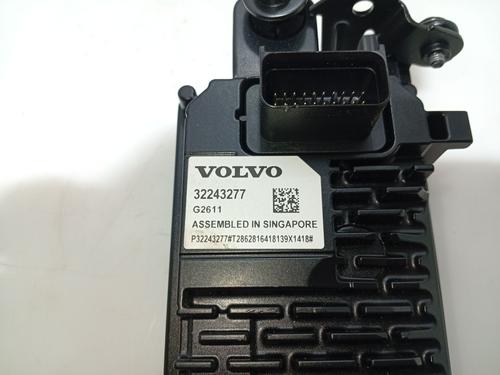 VOLVO
32243277
G2611
ASSEMBLED IN SINGAPORE
P32243277#T2862816418139X1418#